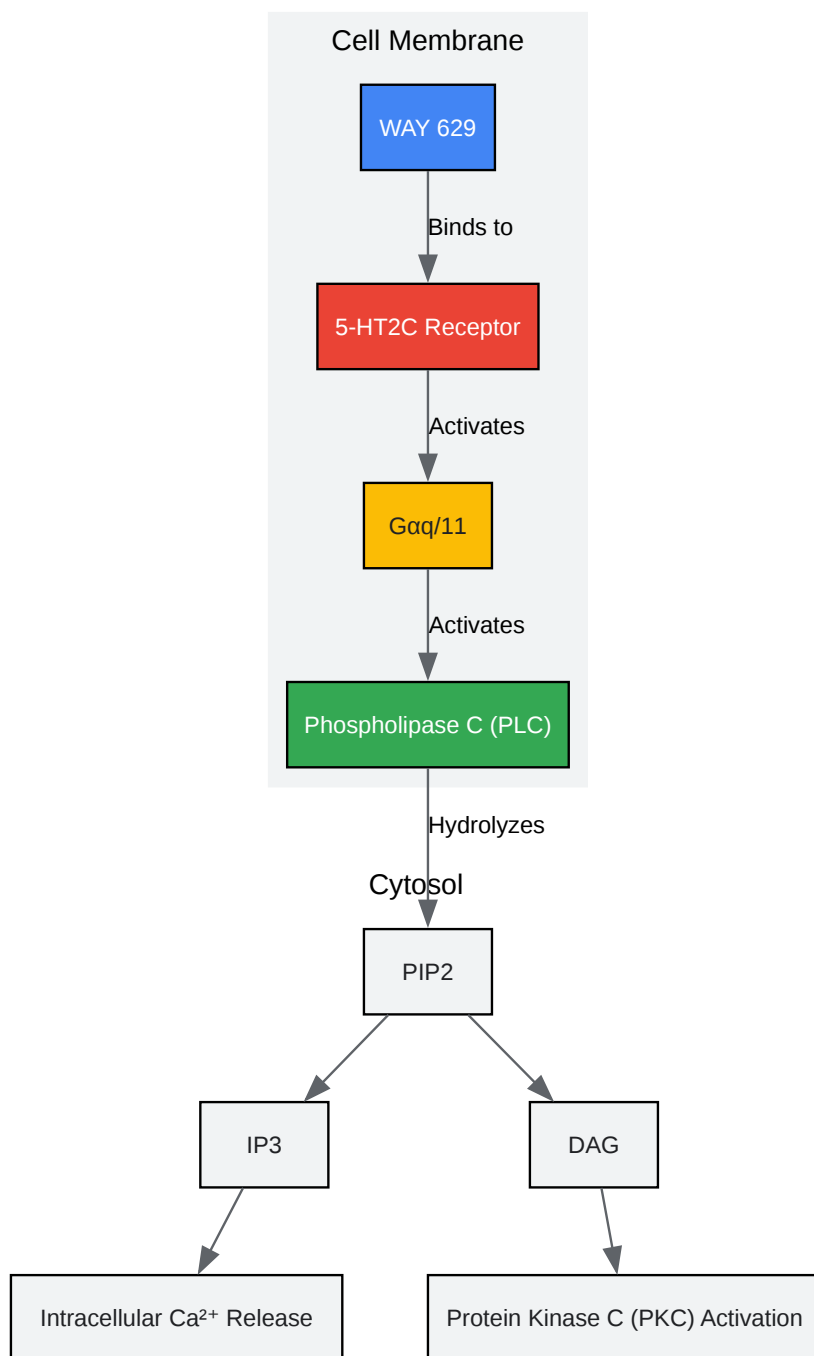 Cell Membrane
WAY 629
Binds to
5-HT2C Receptor
Activates
Gαq/11
Activates
Phospholipase C (PLC)
Hydrolyzes
Cytosol
PIP2
IP3
DAG
Intracellular Ca²⁺ Release
Protein Kinase C (PKC) Activation